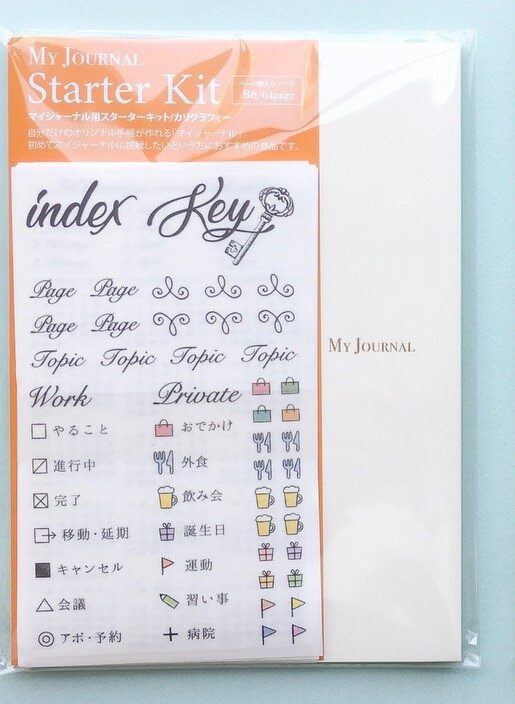 MY JOURNAL
Starter Kit
ページ数入りノート
B6/64page
マイジャーナル用スターターキット/カリグラフィー
自分だけのオリジナル手帳が作れる「マイジャーナル」
初めてマイジャーナルに挑戦したいという方におすすめの商品です。
index Key
Page Page
Page Page
Topic Topic Topic Topic
Work
やること
進行中
完了
移動・延期
キャンセル
会議
アポ・予約
Private
おでかけ
外食
飲み会
誕生日
運動
習い事
病院
MY JOURNAL